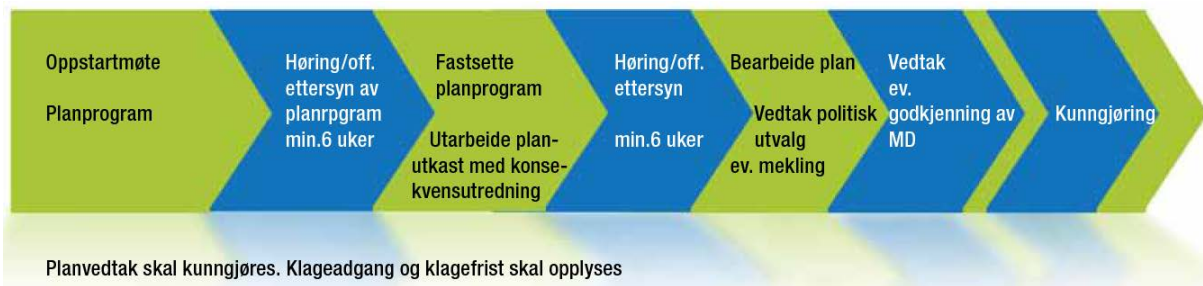 Oppstartmøte
Planprogram
Høring/off.
ettersyn av
planrpgram
min.6 uker
Fastsette
planprogram
Utarbeide plan-
utkast med konse-
kvensutredning
Høring/off.
ettersyn
min.6 uker
Bearbeide plan
Vedtak politisk
utvalg
ev. mekling
Vedtak
ev.
godkjenning av
MD
Kunngjøring
Planvedtak skal kunngjøres. Klageadgang og klagefrist skal opplyses